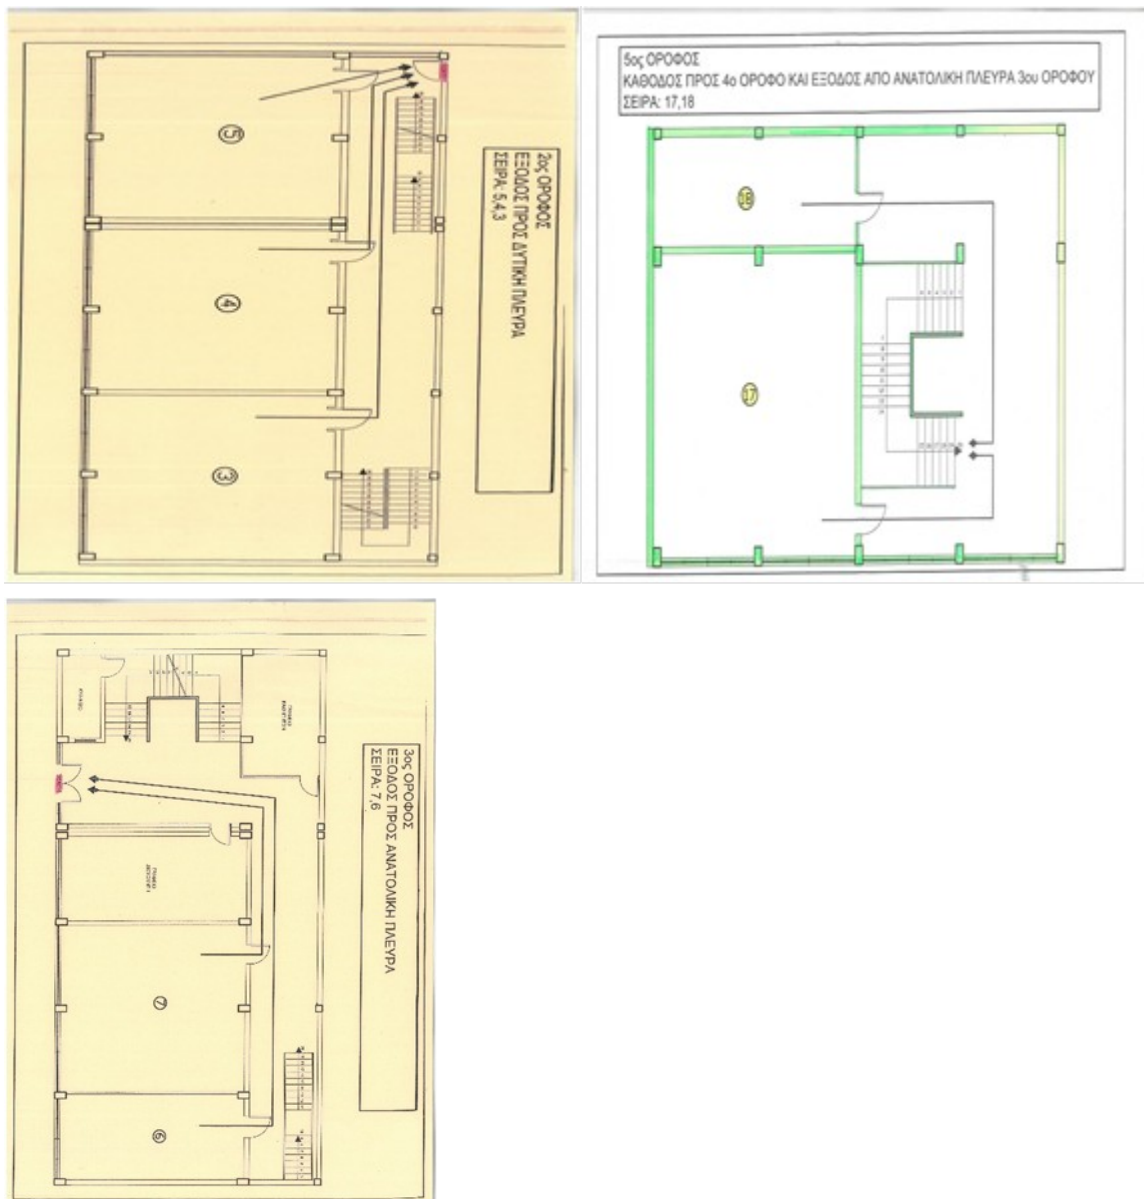 2ος ΟΡΟΦΟΣ
ΕΞΟΔΟΣ ΠΡΟΣ ΔΥΤΙΚΗ ΠΛΕΥΡΑ
ΣΕΙΡΑ: 5,4,3
5
4
3
5ος ΟΡΟΦΟΣ
ΚΑΘΟΔΟΣ ΠΡΟΣ 4ο ΟΡΟΦΟ ΚΑΙ ΕΞΟΔΟΣ ΑΠΟ ΑΝΑΤΟΛΙΚΗ ΠΛΕΥΡΑ 3ου ΟΡΟΦΟΥ
ΣΕΙΡΑ: 17,18
18
17
3ος ΟΡΟΦΟΣ
ΕΞΟΔΟΣ ΠΡΟΣ ΑΝΑΤΟΛΙΚΗ ΠΛΕΥΡΑ
ΣΕΙΡΑ: 7,6
7
6